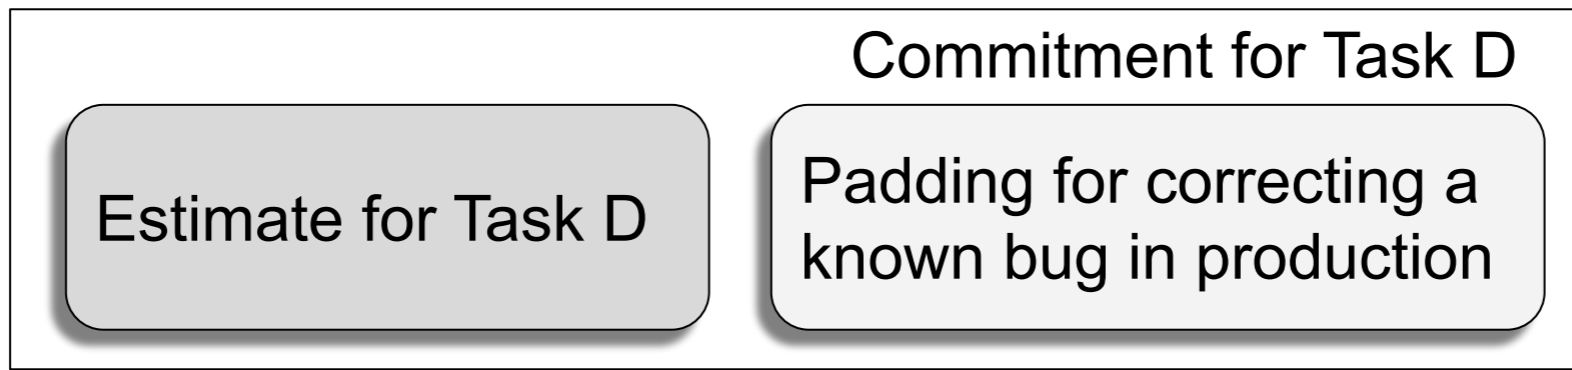 Commitment for Task D
Estimate for Task D
Padding for correcting a
known bug in production